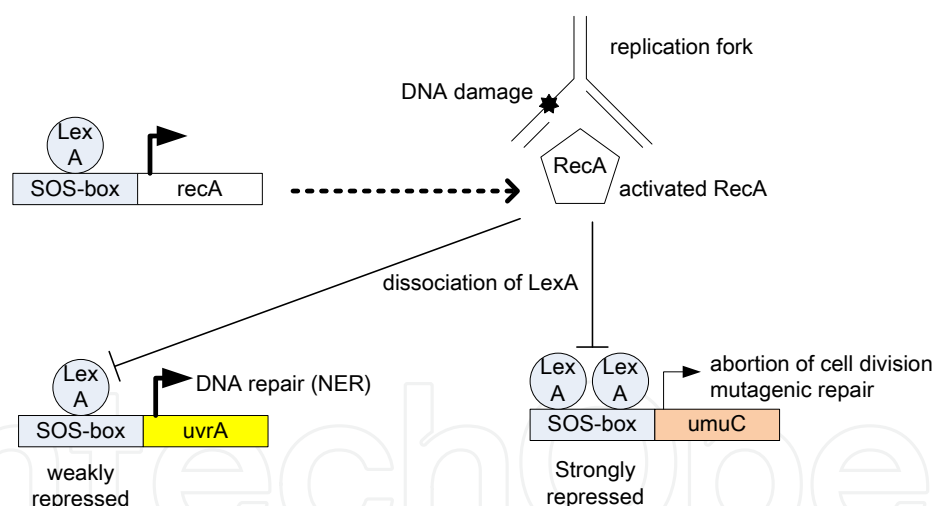 replication fork
DNA damage
Lex
A
SOS-box
recA
RecA
activated RecA
dissociation of LexA
Lex
A
DNA repair (NER)
SOS-box
uvrA
weakly
repressed
Lex
A
Lex
A
abortion of cell division
mutagenic repair
SOS-box
umuC
Strongly
repressed